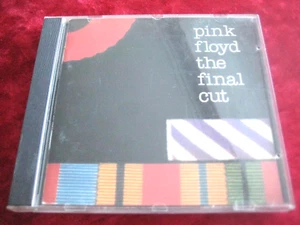 pink
floyd the
final
cut